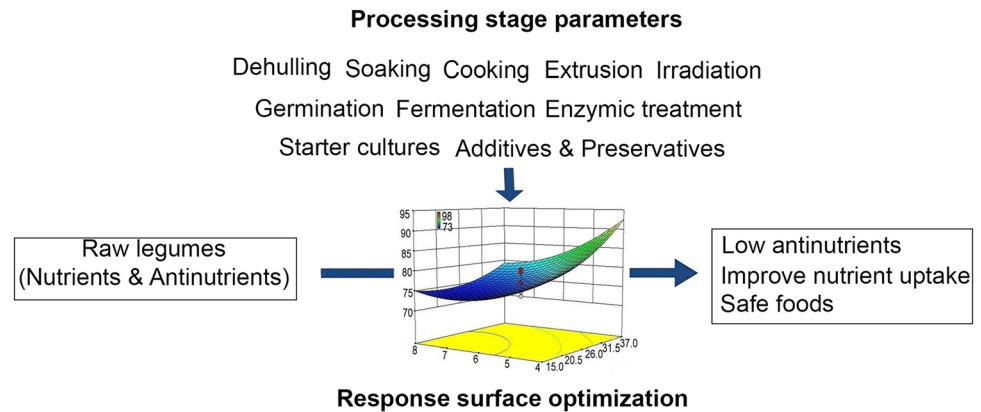 Processing stage parameters
Dehulling Soaking Cooking Extrusion Irradiation
Germination Fermentation Enzymic treatment
Starter cultures Additives & Preservatives
Raw legumes
(Nutrients & Antinutrients)
95
90
85
80
75
70
98
73
8
7
6
5
4
15.0
20.5
26.0
31.5
37.0
Low antinutrients
Improve nutrient uptake
Safe foods
Response surface optimization